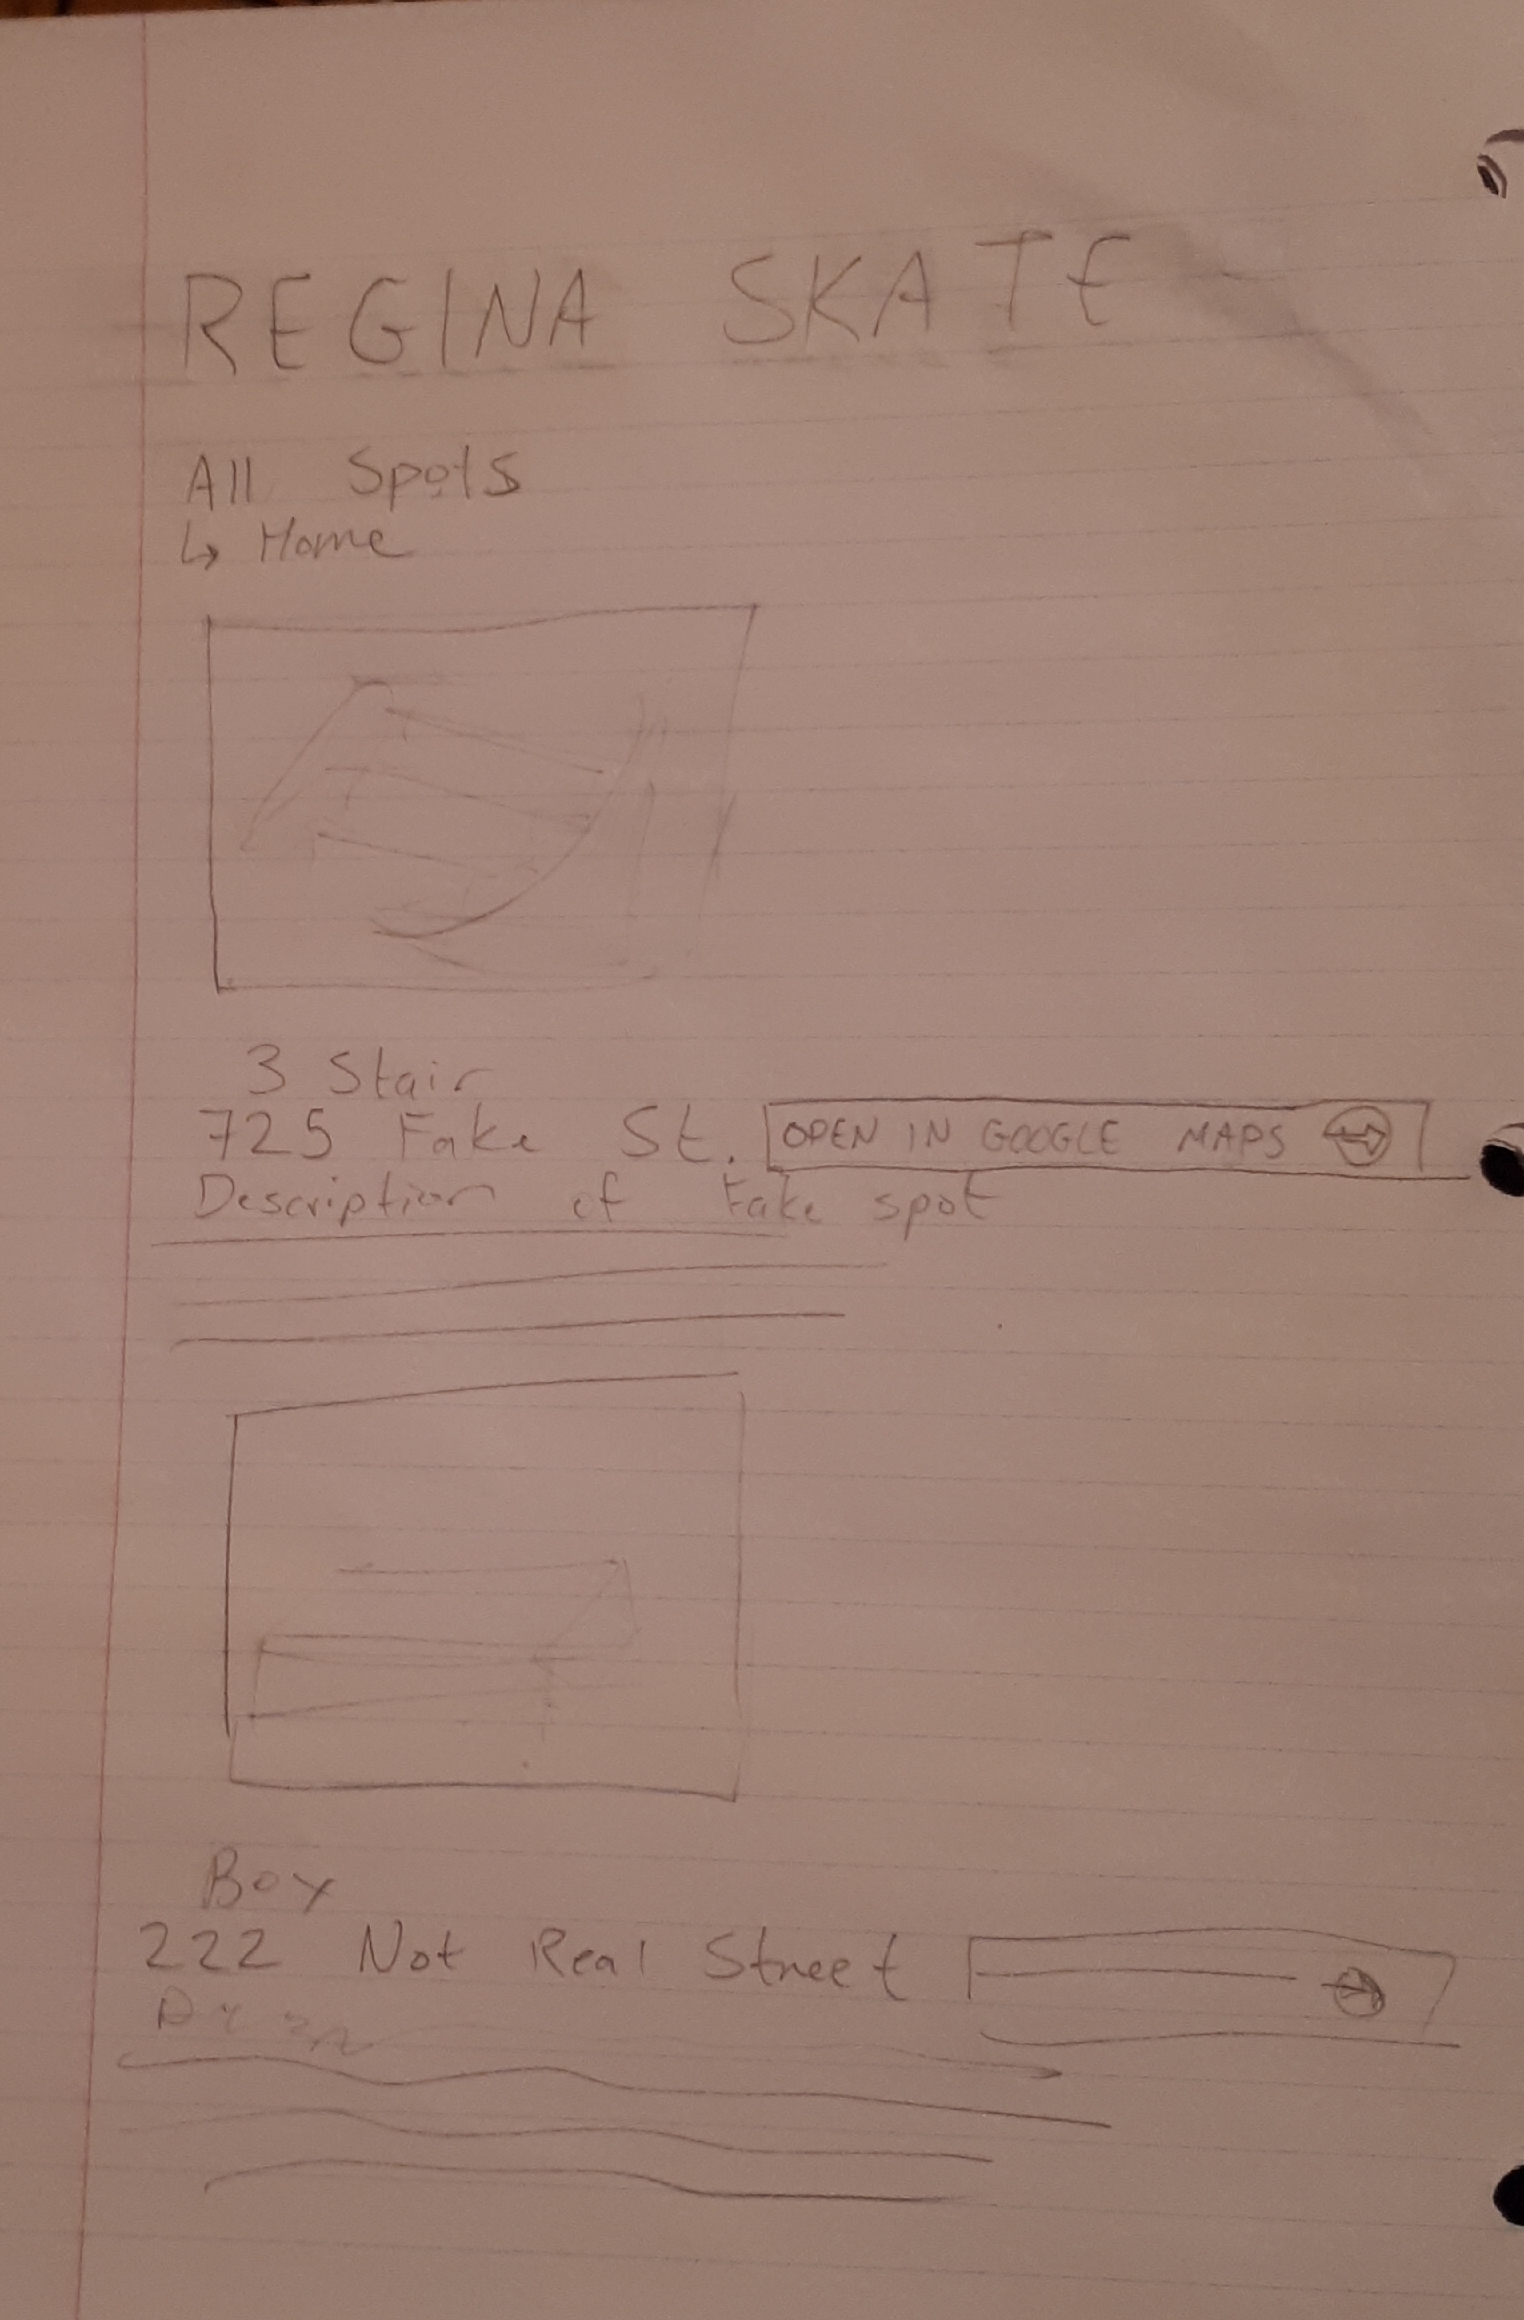 REGINA SKATE
All Spots
↳ Home
3 Stair
725 Fake St. OPEN IN GOOGLE MAPS
Description of Fake spot
Box
222 Not Real Street